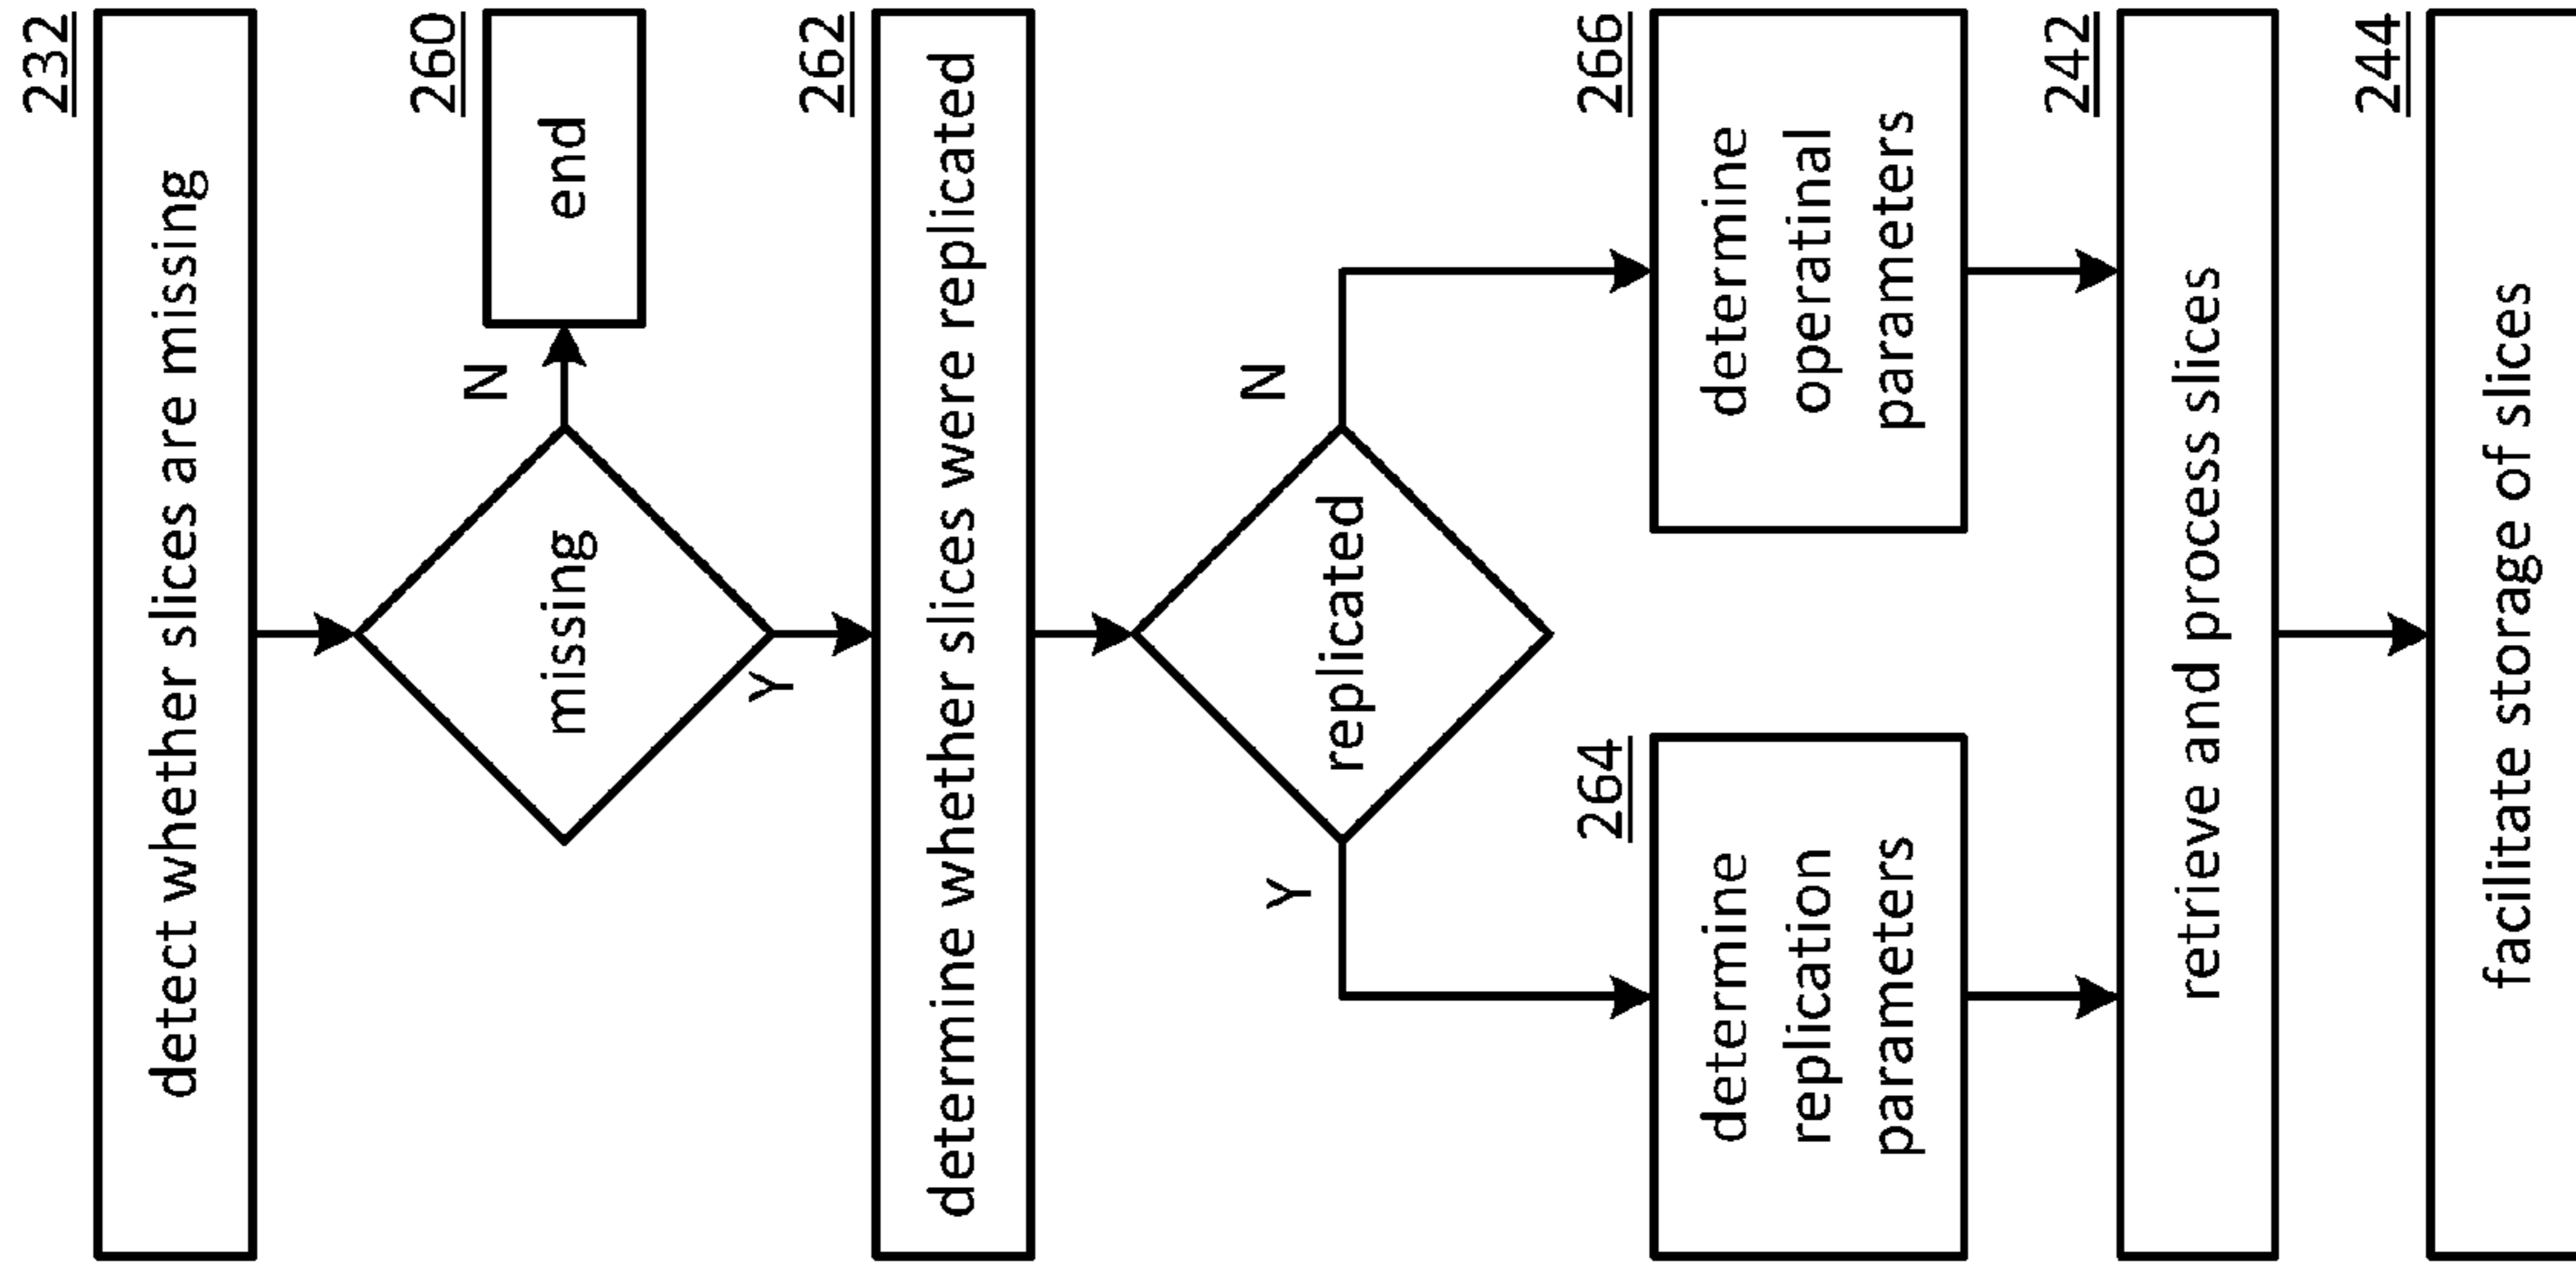 232
detect whether slices are missing
missing
N
260
end
Y
262
determine whether slices were replicated
replicated
Y
N
264
determine
replication
parameters
266
determine
operatinal
parameters
242
retrieve and process slices
244
facilitate storage of slices